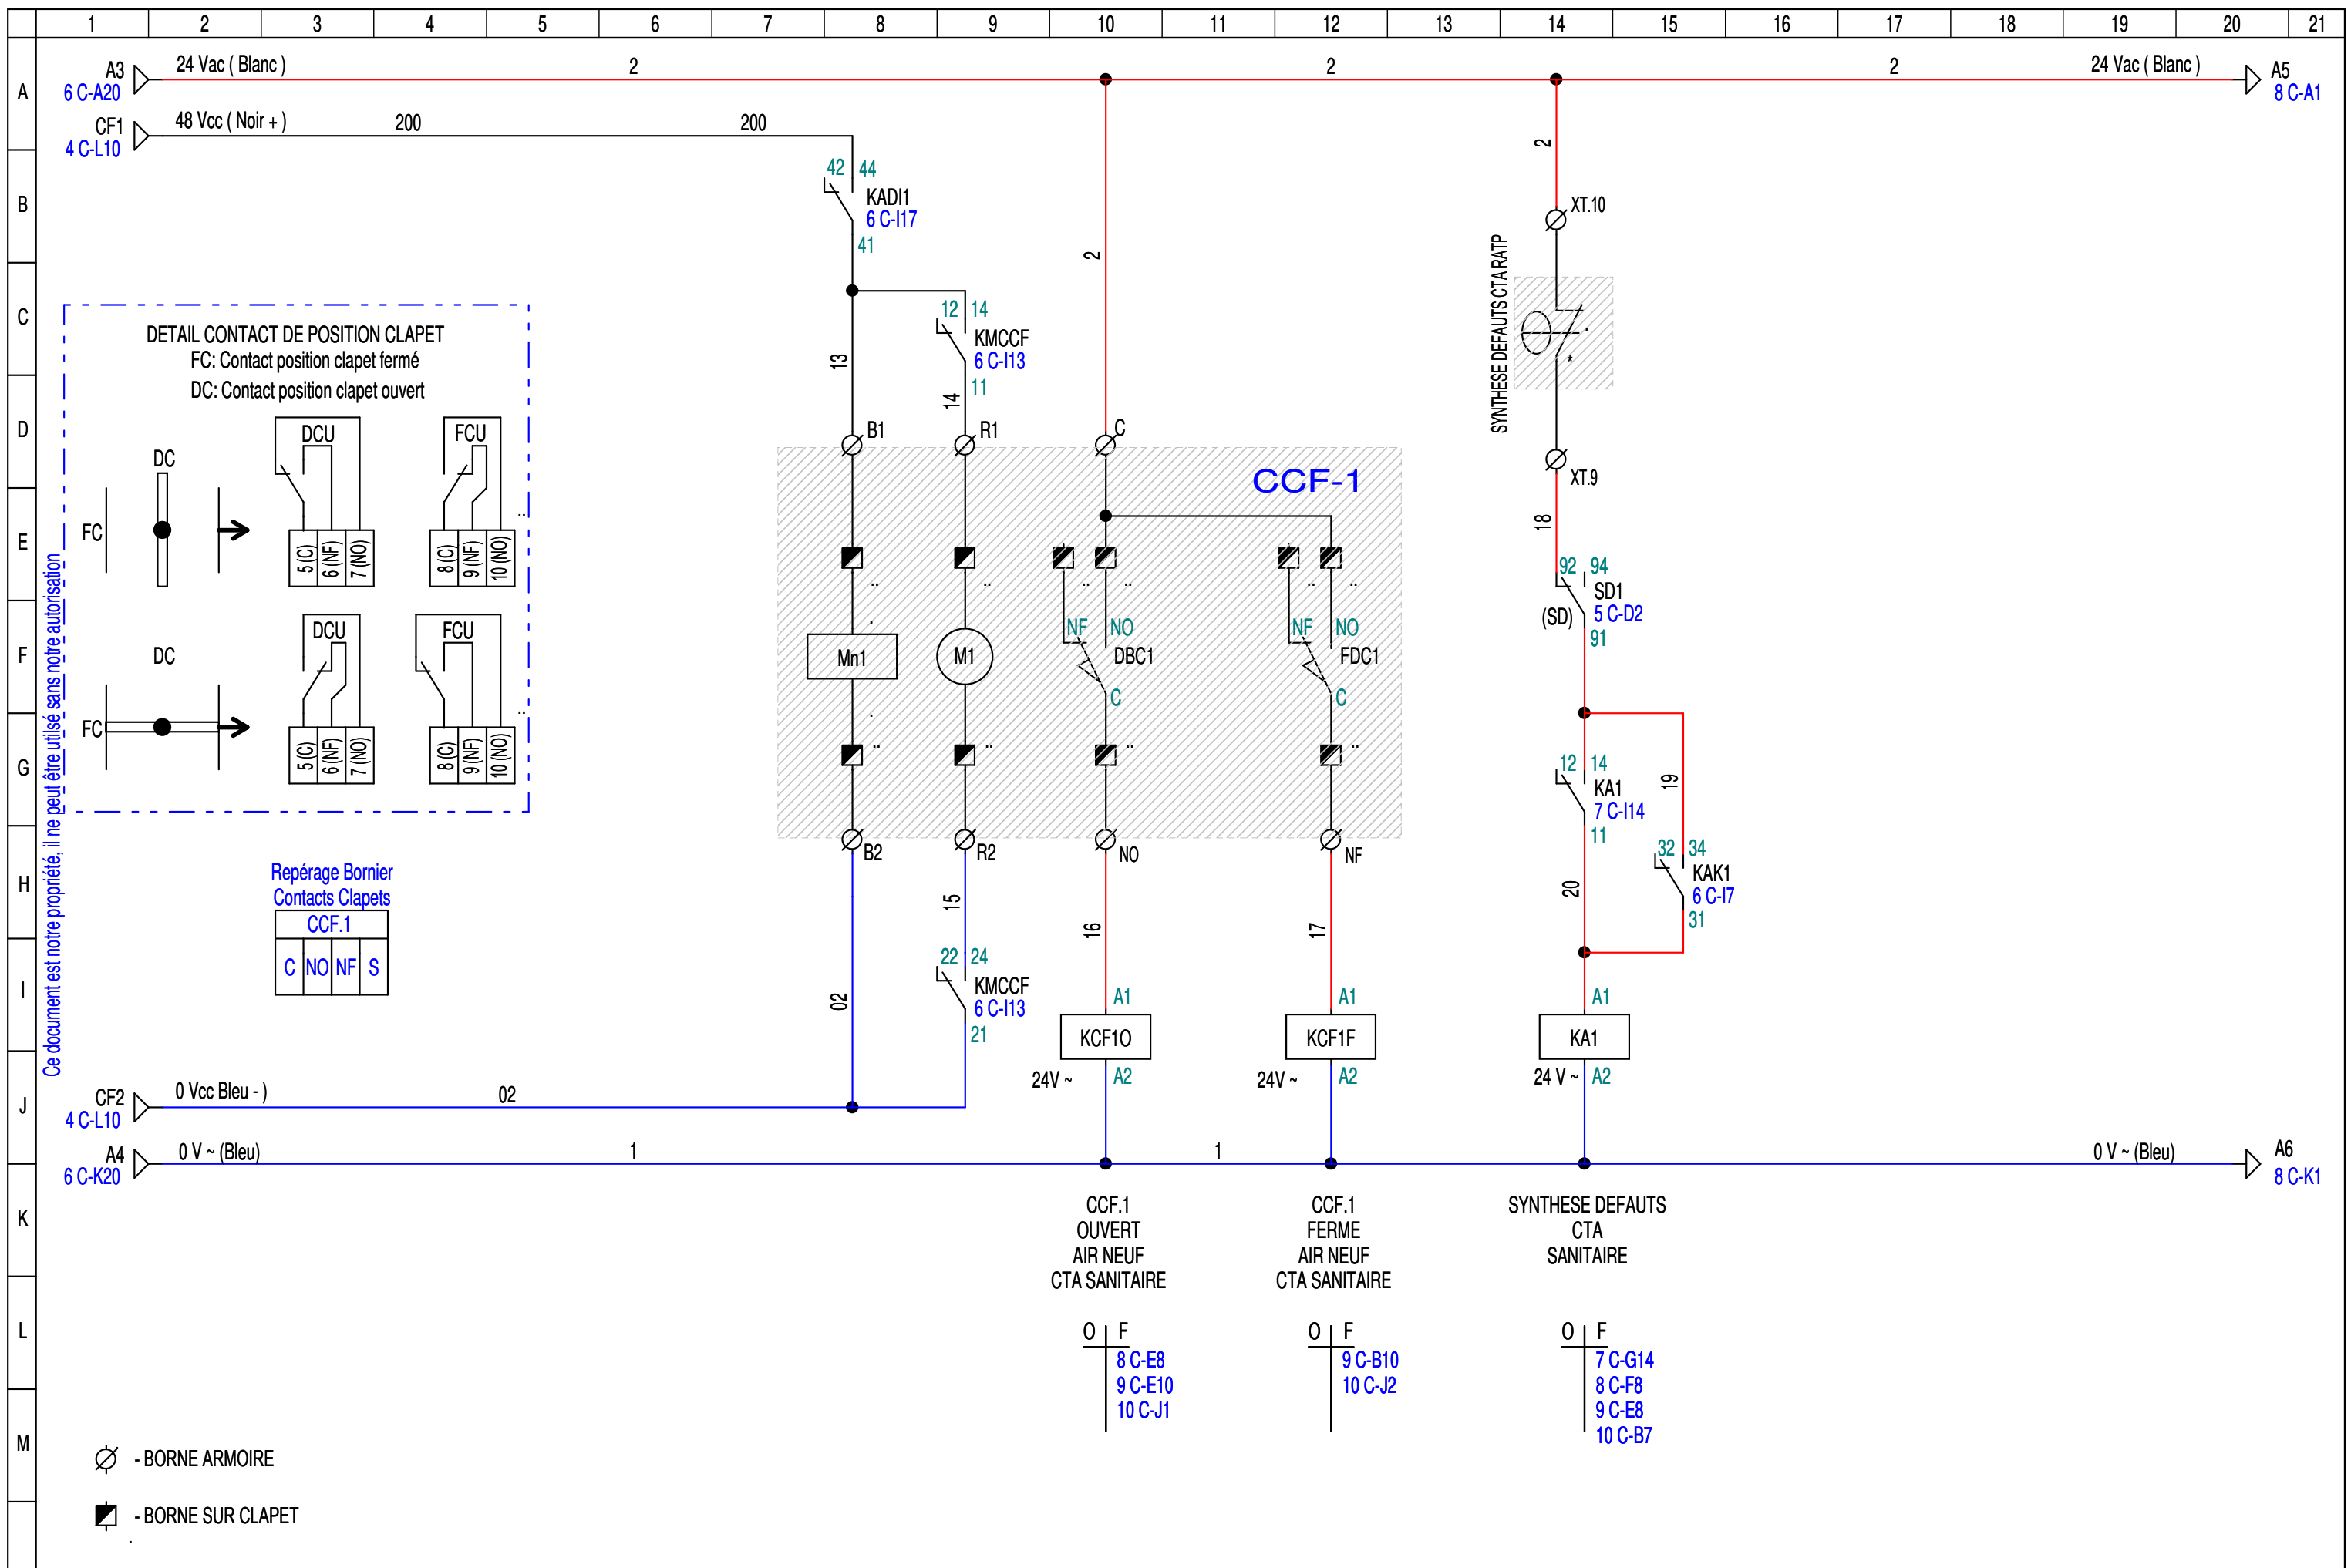 1 2 3 4 5 6 7 8 9 10 11 12 13 14 15 16 17 18 19 20 21
A
B
C
D
E
F
G
H
I
J
K
L
M
A3
6 C-A20
24 Vac ( Blanc )
2
2
2
24 Vac ( Blanc )
A5
8 C-A1
CF1
4 C-L10
48 Vcc ( Noir + )
200
200
42 44
KADI1
6 C-I17
41
12 14
KMCCF
6 C-I13
11
13
14
2
2
XT.10
SYNTHESE DEFAUTS CTA RATP
*
XT.9
18
92 94
SD1
(SD)
5 C-D2
91
12 14
KA1
7 C-I14
11
19
32 34
KAK1
6 C-I7
31
20
DETAIL CONTACT DE POSITION CLAPET
FC: Contact position clapet fermé
DC: Contact position clapet ouvert
DC
FC
DCU
5 (C)
6 (NF)
7 (NO)
FCU
8 (C)
9 (NF)
10 (NO)
DC
FC
DCU
5 (C)
6 (NF)
7 (NO)
FCU
8 (C)
9 (NF)
10 (NO)
Ce document est notre propriété, il ne peut être utilisé sans notre autorisation
Repérage Bornier
Contacts Clapets
CCF.1
C NO NF S
B1
R1
C
CCF-1
Mn1
M1
NF NO
DBC1
C
NF NO
FDC1
C
B2
R2
NO
NF
15
16
17
02
22 24
KMCCF
6 C-I13
21
A1
KCF1O
24V ~
A2
A1
KCF1F
24V ~
A2
A1
KA1
24 V ~
A2
CF2
4 C-L10
0 Vcc Bleu - )
02
A4
6 C-K20
0 V ~ (Bleu)
1
1
0 V ~ (Bleu)
A6
8 C-K1
CCF.1
OUVERT
AIR NEUF
CTA SANITAIRE
CCF.1
FERME
AIR NEUF
CTA SANITAIRE
SYNTHESE DEFAUTS
CTA
SANITAIRE
O F
8 C-E8
9 C-E10
10 C-J1
O F
9 C-B10
10 C-J2
O F
7 C-G14
8 C-F8
9 C-E8
10 C-B7
- BORNE ARMOIRE
- BORNE SUR CLAPET